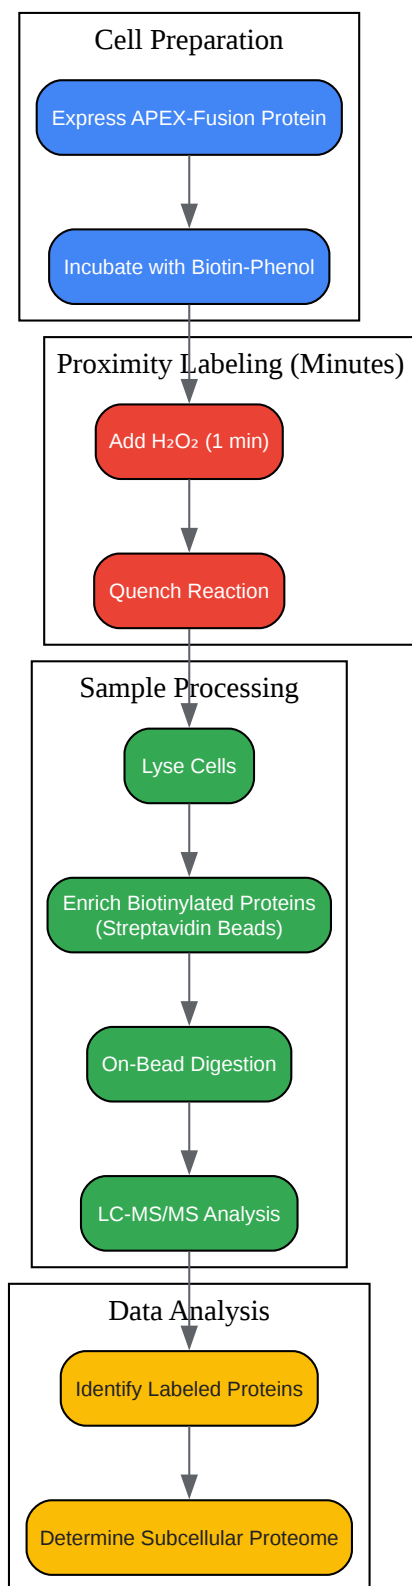 Cell Preparation
Express APEX-Fusion Protein
Incubate with Biotin-Phenol
Proximity Labeling (Minutes)
Add H₂O₂ (1 min)
Quench Reaction
Sample Processing
Lyse Cells
Enrich Biotinylated Proteins
(Streptavidin Beads)
On-Bead Digestion
LC-MS/MS Analysis
Data Analysis
Identify Labeled Proteins
Determine Subcellular Proteome